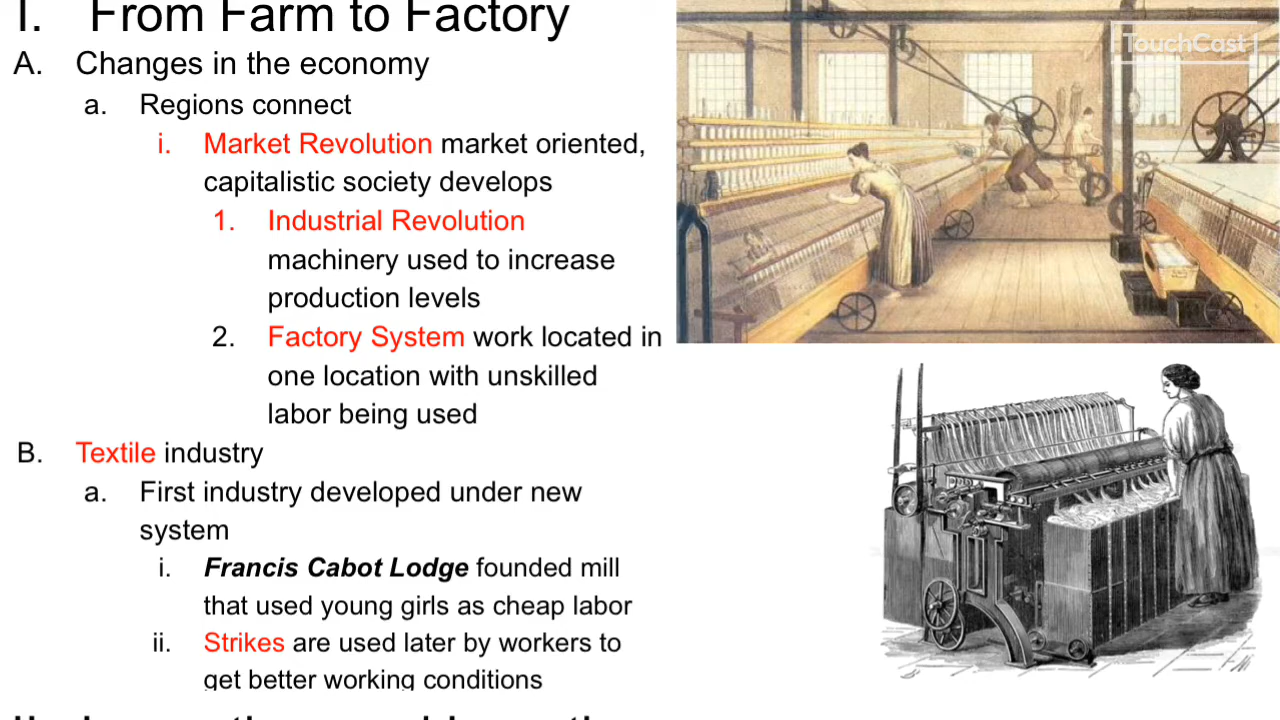 I. From Farm to Factory
A. Changes in the economy
a. Regions connect
i. Market Revolution market oriented,
capitalistic society develops
1. Industrial Revolution
machinery used to increase
production levels
2. Factory System work located in
one location with unskilled
labor being used
B. Textile industry
a. First industry developed under new
system
i. Francis Cabot Lodge founded mill
that used young girls as cheap labor
ii. Strikes are used later by workers to
get better working conditions
TouchCast